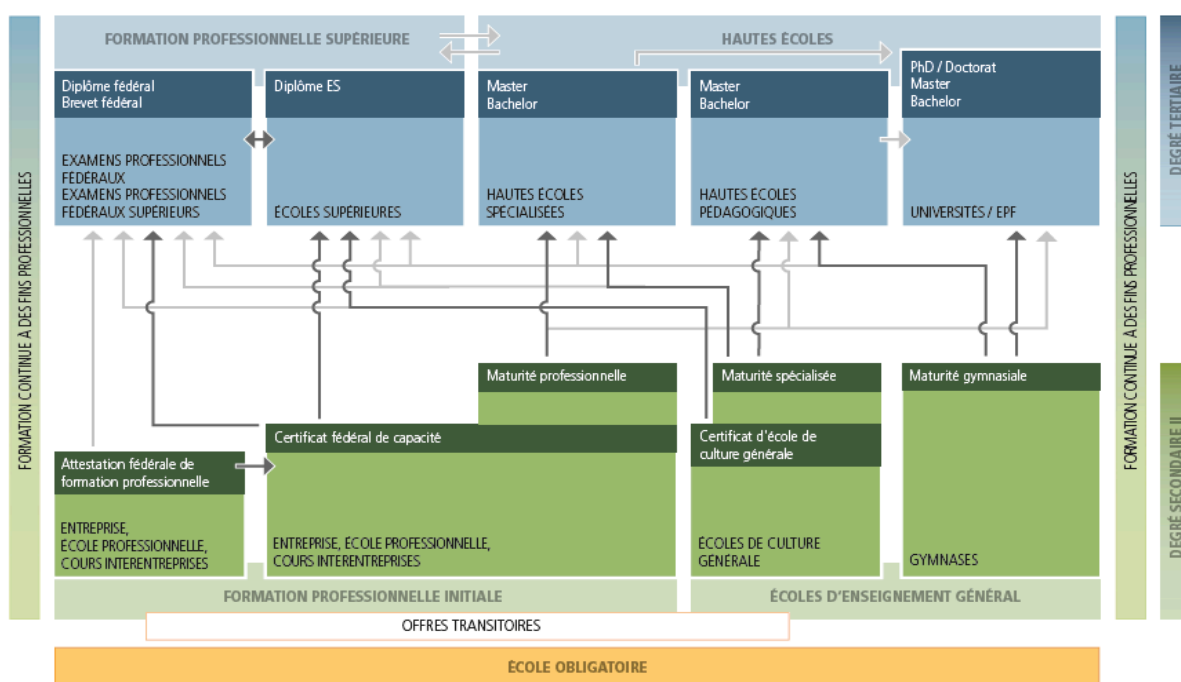 FORMATION PROFESSIONNELLE SUPÉRIEURE
HAUTES ÉCOLES
Diplôme fédéral
Brevet fédéral
EXAMENS PROFESSIONNELS
FÉDÉRAUX
EXAMENS PROFESSIONNELS
FÉDÉRAUX SUPÉRIEURS
Diplôme ES
ÉCOLES SUPÉRIEURES
Master
Bachelor
HAUTES ÉCOLES
SPÉCIALISÉES
Master
Bachelor
HAUTES ÉCOLES
PÉDAGOGIQUES
PhD / Doctorat
Master
Bachelor
UNIVERSITÉS / EPF
DEGRÉ TERTIAIRE
FORMATION CONTINUE A DES FINS PROFESSIONNELLES
FORMATION CONTINUE A DES FINS PROFESSIONNELLES
Maturité professionnelle
Maturité spécialisée
Maturité gymnasiale
Certificat fédéral de capacité
Certificat d'école de
culture générale
Attestation fédérale de
formation professionnelle
ENTREPRISE,
ÉCOLE PROFESSIONNELLE,
COURS INTERENTREPRISES
ENTREPRISE, ÉCOLE PROFESSIONNELLE,
COURS INTERENTREPRISES
ÉCOLES DE CULTURE
GÉNÉRALE
GYMNASES
DEGRÉ SECONDAIRE II
FORMATION PROFESSIONNELLE INITIALE
ÉCOLES D'ENSEIGNEMENT GÉNÉRAL
OFFRES TRANSITOIRES
ÉCOLE OBLIGATOIRE